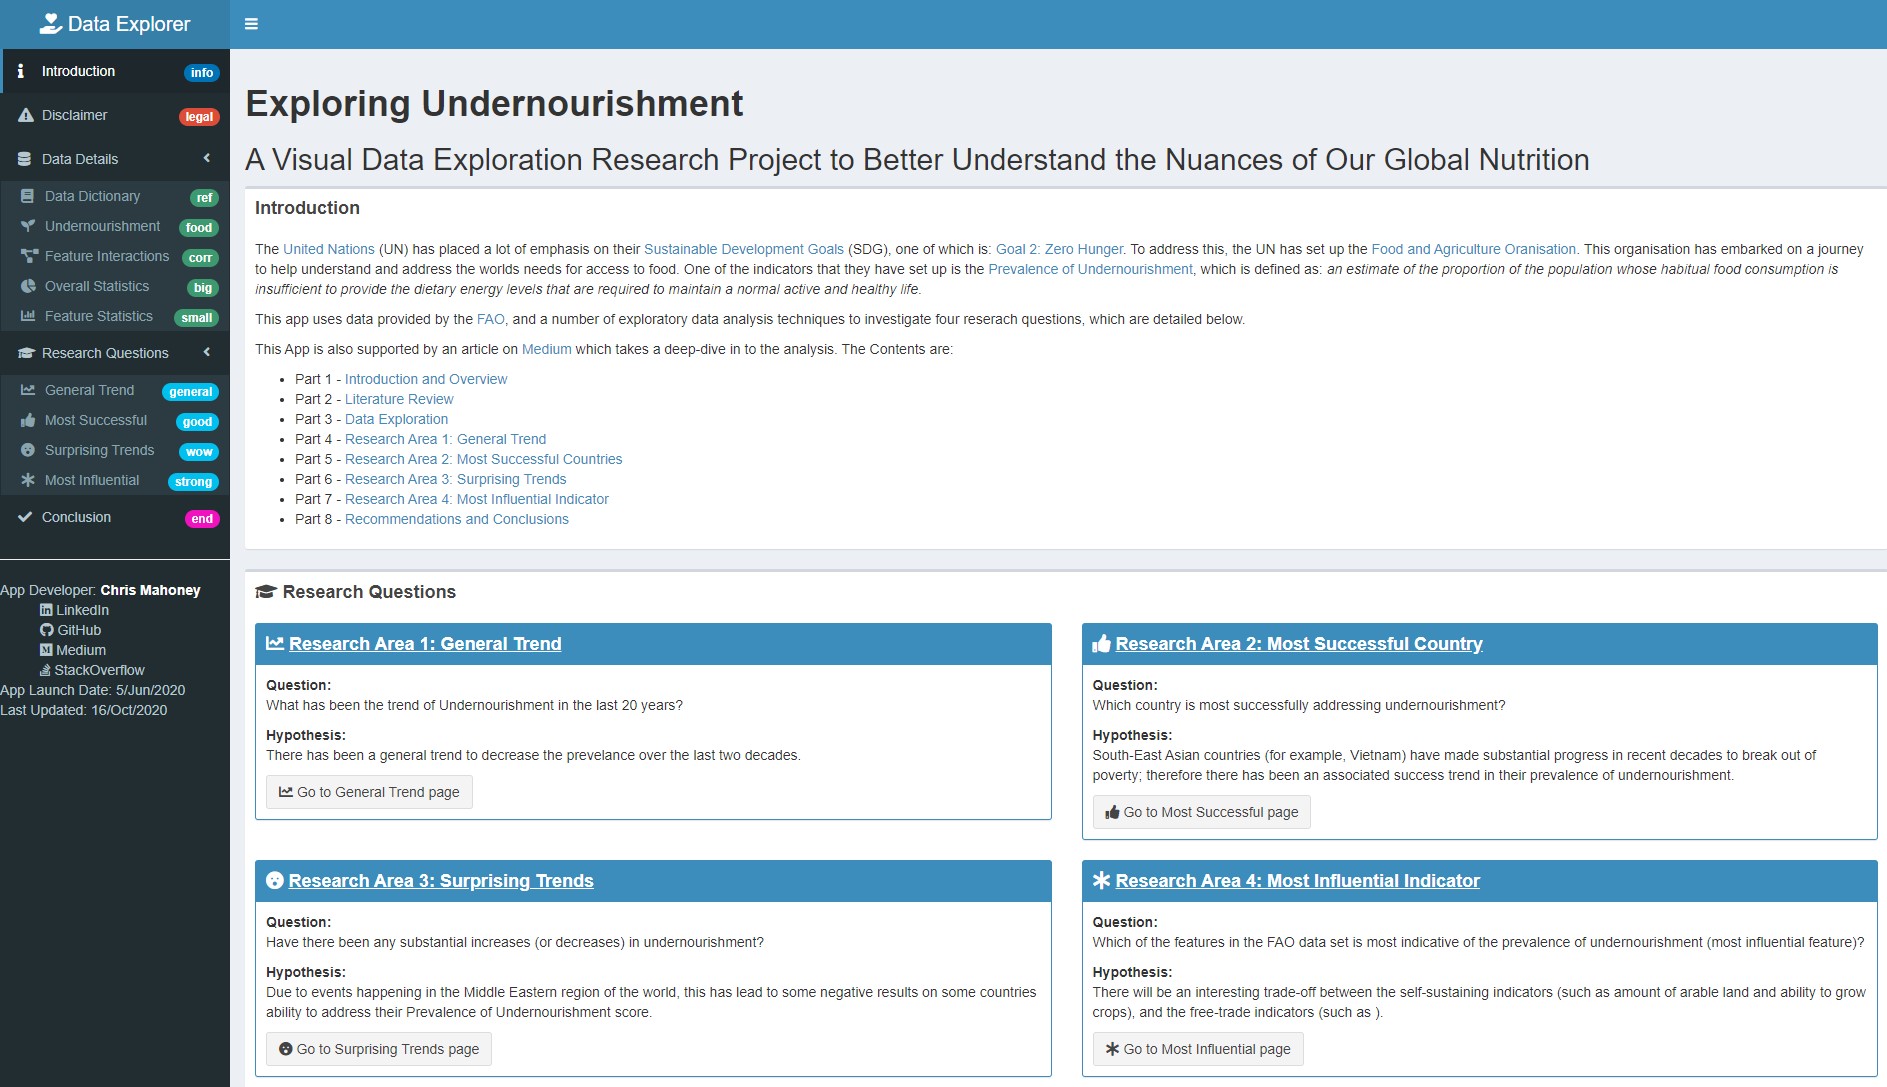 Data Explorer
Introduction info
Disclaimer legal
Data Details
Data Dictionary ref
Undernourishment food
Feature Interactions corr
Overall Statistics big
Feature Statistics small
Research Questions
General Trend general
Most Successful good
Surprising Trends wow
Most Influential strong
Conclusion end
App Developer: Chris Mahoney
LinkedIn
GitHub
Medium
StackOverflow
App Launch Date: 5/Jun/2020
Last Updated: 16/Oct/2020
Exploring Undernourishment
A Visual Data Exploration Research Project to Better Understand the Nuances of Our Global Nutrition
Introduction
The United Nations (UN) has placed a lot of emphasis on their Sustainable Development Goals (SDG), one of which is: Goal 2: Zero Hunger. To address this, the UN has set up the Food and Agriculture Oranisation. This organisation has embarked on a journey
to help understand and address the worlds needs for access to food. One of the indicators that they have set up is the Prevalence of Undernourishment, which is defined as: an estimate of the proportion of the population whose habitual food consumption is
insufficient to provide the dietary energy levels that are required to maintain a normal active and healthy life.
This app uses data provided by the FAO, and a number of exploratory data analysis techniques to investigate four reserach questions, which are detailed below.
This App is also supported by an article on Medium which takes a deep-dive in to the analysis. The Contents are:
• Part 1 - Introduction and Overview
• Part 2 - Literature Review
• Part 3 - Data Exploration
• Part 4 - Research Area 1: General Trend
• Part 5 - Research Area 2: Most Successful Countries
• Part 6 - Research Area 3: Surprising Trends
• Part 7 - Research Area 4: Most Influential Indicator
• Part 8 - Recommendations and Conclusions
Research Questions
Research Area 1: General Trend
Question:
What has been the trend of Undernourishment in the last 20 years?
Hypothesis:
There has been a general trend to decrease the prevelance over the last two decades.
Go to General Trend page
Research Area 2: Most Successful Country
Question:
Which country is most successfully addressing undernourishment?
Hypothesis:
South-East Asian countries (for example, Vietnam) have made substantial progress in recent decades to break out of
poverty; therefore there has been an associated success trend in their prevalence of undernourishment.
Go to Most Successful page
Research Area 3: Surprising Trends
Question:
Have there been any substantial increases (or decreases) in undernourishment?
Hypothesis:
Due to events happening in the Middle Eastern region of the world, this has lead to some negative results on some countries
ability to address their Prevalence of Undernourishment score.
Go to Surprising Trends page
Research Area 4: Most Influential Indicator
Question:
Which of the features in the FAO data set is most indicative of the prevalence of undernourishment (most influential feature)?
Hypothesis:
There will be an interesting trade-off between the self-sustaining indicators (such as amount of arable land and ability to grow
crops), and the free-trade indicators (such as ).
Go to Most Influential page